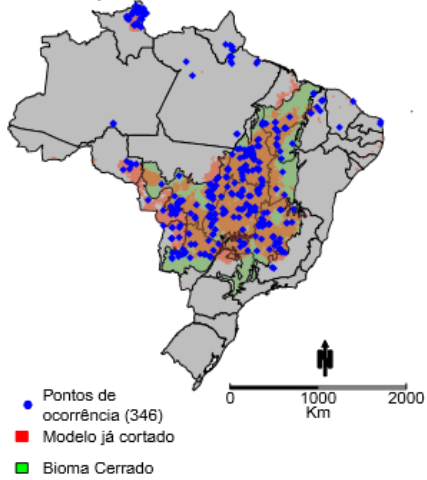 N
0 1000 2000
Km
Pontos de
ocorrência (346)
Modelo já cortado
Bioma Cerrado